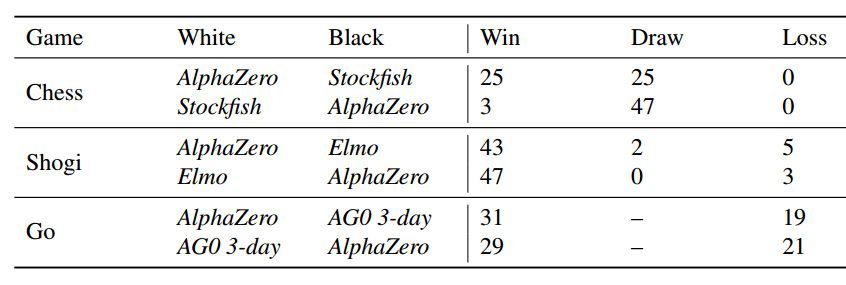 Game White Black Win Draw Loss
Chess AlphaZero Stockfish 25 25 0
Stockfish AlphaZero 3 47 0
Shogi AlphaZero Elmo 43 2 5
Elmo AlphaZero 47 0 3
Go AlphaZero AG0 3-day 31 – 19
AG0 3-day AlphaZero 29 – 21